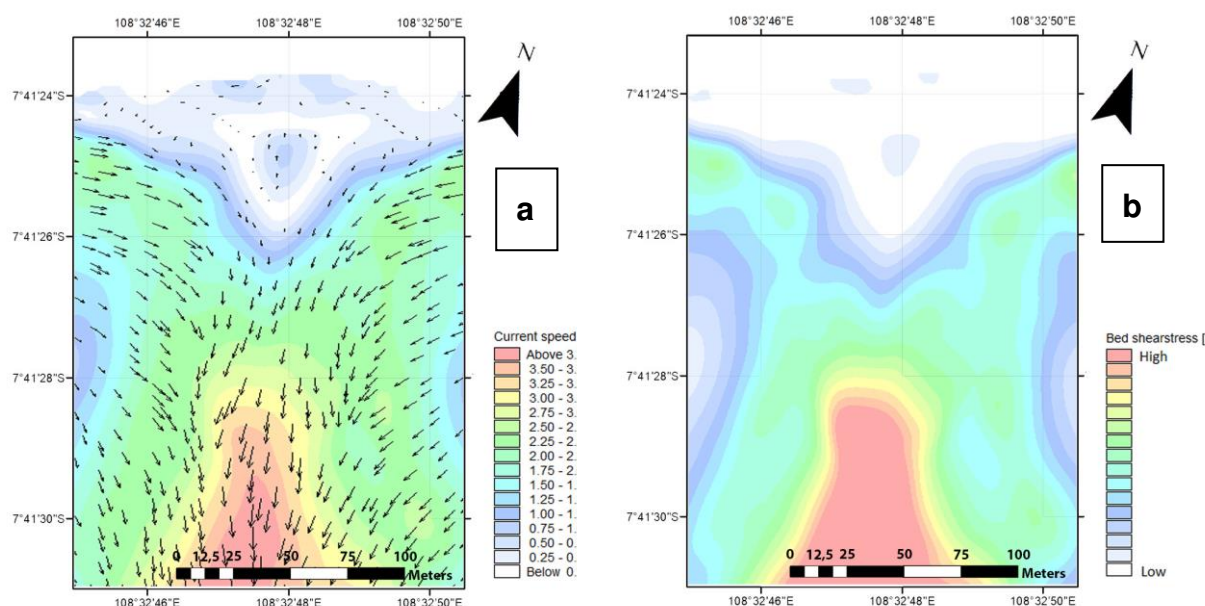 108°32'46"E 108°32'48"E 108°32'50"E
N
7°41'24"S
7°41'26"S
7°41'28"S
7°41'30"S
a
Current speed
Above 3.
3.50 - 3.
3.25 - 3.
3.00 - 3.
2.75 - 3.
2.50 - 2.
2.25 - 2.
2.00 - 2.
1.75 - 2.
1.50 - 1.
1.25 - 1.
1.00 - 1.
0.75 - 1.
0.50 - 0.
0.25 - 0.
Below 0.
0 12,5 25 50 75 100
Meters
108°32'46"E 108°32'48"E 108°32'50"E
108°32'46"E 108°32'48"E 108°32'50"E
N
7°41'24"S
7°41'26"S
7°41'28"S
7°41'30"S
b
Bed shearstress [
High
Low
0 12,5 25 50 75 100
Meters
108°32'46"E 108°32'48"E 108°32'50"E